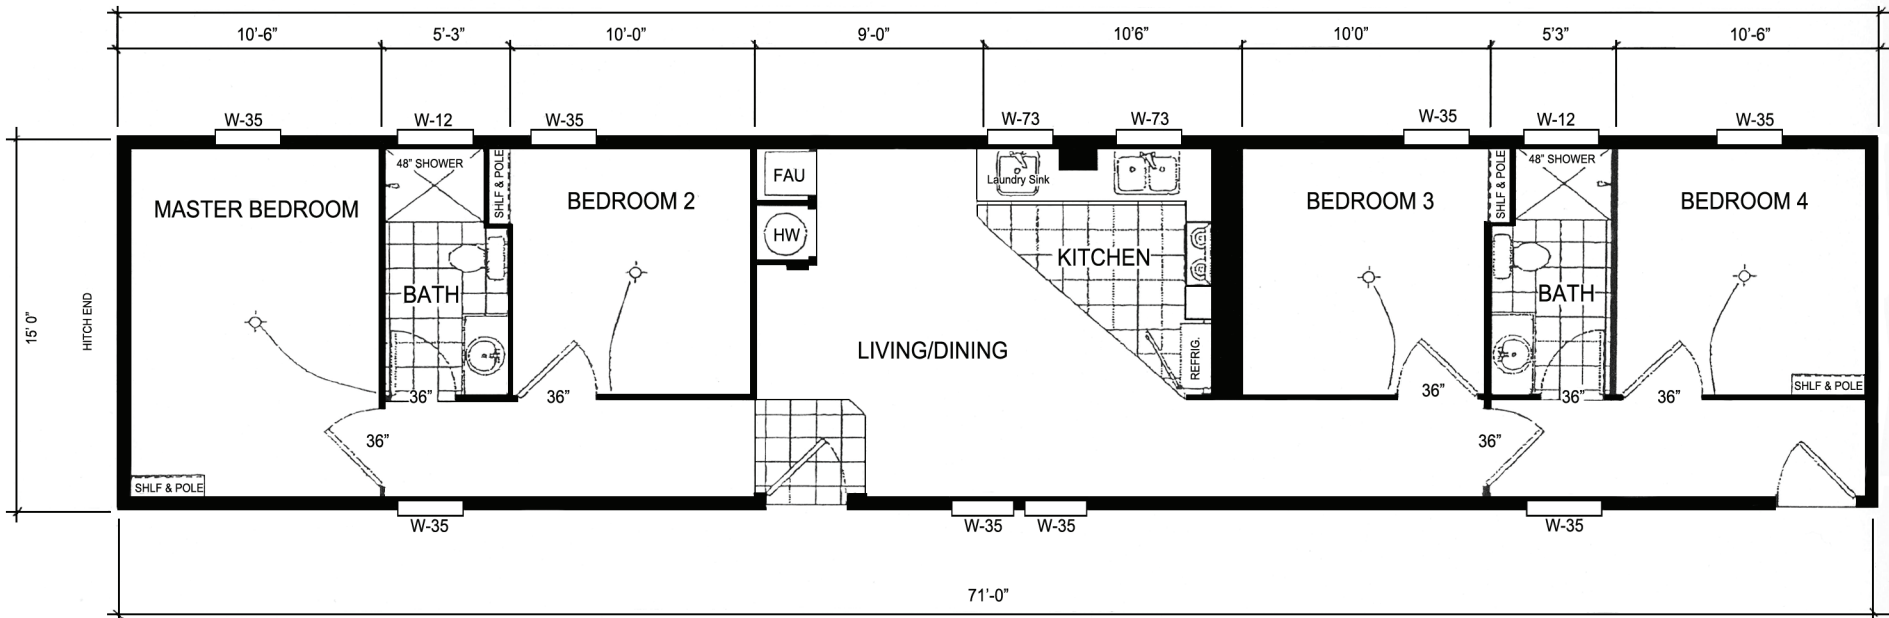 10'-6" 5'-3" 10'-0" 9'-0" 10'6" 10'0" 5'3" 10'-6"
W-35 W-12 W-35 W-73 W-73 W-35 W-12 W-35
48" SHOWER
SHLF & POLE
FAU
Laundry Sink
SHLF & POLE
48" SHOWER
MASTER BEDROOM
BEDROOM 2
BEDROOM 3
BEDROOM 4
HW
KITCHEN
BATH
BATH
15' 0"
HITCH END
LIVING/DINING
REFRIG.
SHLF & POLE
36"
36"
36"
36"
36"
36"
36"
SHLF & POLE
W-35 W-35 W-35 W-35
71'-0"